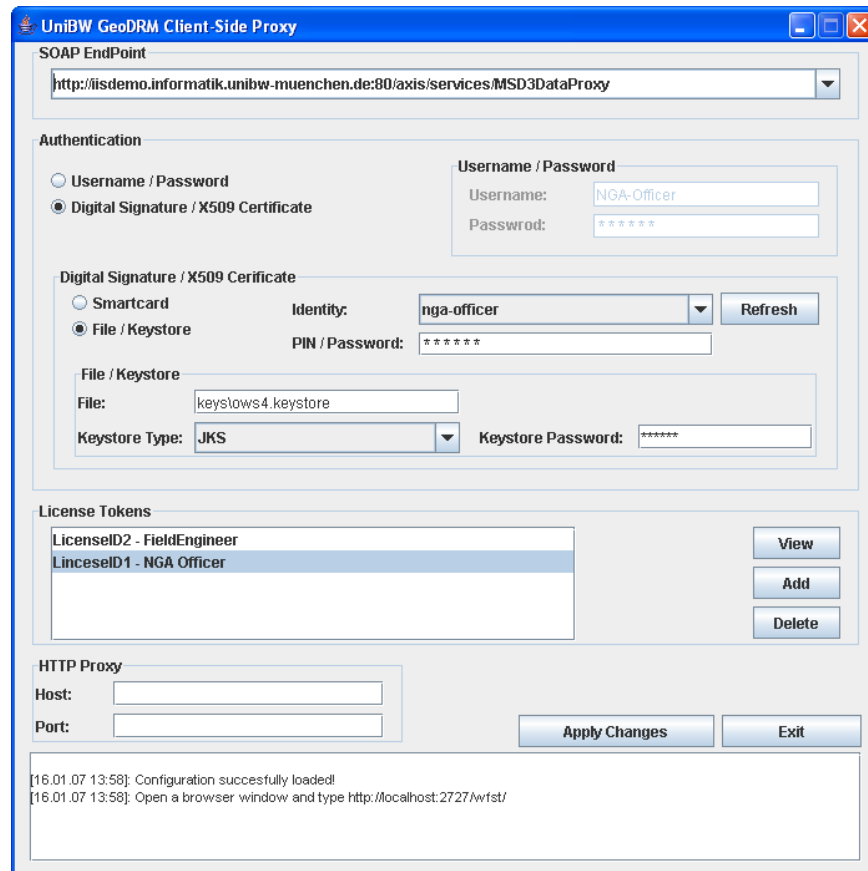 UniBW GeoDRM Client-Side Proxy
SOAP EndPoint
http://iisdemo.informatik.unibw-muenchen.de:80/axis/services/MSD3DataProxy
Authentication
Username / Password
Digital Signature / X509 Certificate
Username / Password
Username: NGA-Officer
Passwrod: ******
Digital Signature / X509 Cerificate
Smartcard
File / Keystore
Identity: nga-officer Refresh
PIN / Password: ******
File / Keystore
File: keys\ows4.keystore
Keystore Type: JKS Keystore Password: ******
License Tokens
LicenseID2 - FieldEngineer
LinceseID1 - NGA Officer
View
Add
Delete
HTTP Proxy
Host:
Port:
Apply Changes Exit
[16.01.07 13:58]: Configuration succesfully loaded!
[16.01.07 13:58]: Open a browser window and type http://localhost:2727/wfst/